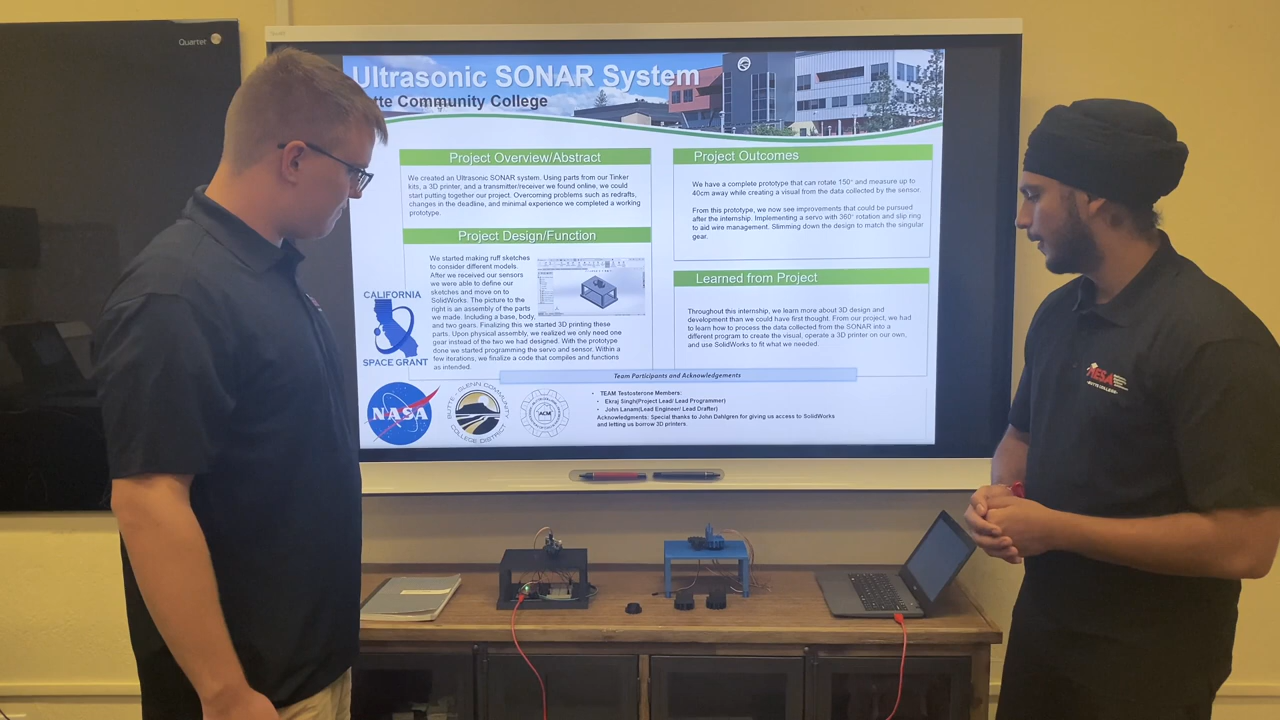 Quartet
Ultrasonic SONAR System
tte Community College
Project Overview/Abstract
We created an Ultrasonic SONAR system. Using parts from our Tinker
kits, a 3D printer, and a transmitter/receiver we found online, we could
start putting together our project. Overcoming problems such as redrafts,
changes in the deadline, and minimal experience we completed a working
prototype.
Project Design/Function
We started making ruff sketches
to consider different models.
After we received our sensors
we were able to define our
sketches and move on to
SolidWorks. The picture to the
right is an assembly of the parts
we made. Including a base, body,
and two gears. Finalizing this we started 3D printing these
parts. Upon physical assembly, we realized we only need one
gear instead of the two we had designed. With the prototype
done we started programming the servo and sensor. Within a
few iterations, we finalize a code that compiles and functions
as intended.
Project Outcomes
We have a complete prototype that can rotate 150° and measure up to
40cm away while creating a visual from the data collected by the sensor.
From this prototype, we now see improvements that could be pursued
after the internship. Implementing a servo with 360° rotation and slip ring
to aid wire management. Slimming down the design to match the singular
gear.
Learned from Project
Throughout this internship, we learn more about 3D design and
development than we could have first thought. From our project, we had
to learn how to process the data collected from the SONAR into a
different program to create the visual, operate a 3D printer on our own,
and use SolidWorks to fit what we needed.
CALIFORNIA
SPACE GRANT
NASA
BUTTE-GLENN COMMUNITY
COLLEGE DISTRICT
ACM
Team Participants and Acknowledgements
• TEAM Testosterone Members:
• Ekraj Singh(Project Lead/ Lead Programmer)
• John Lanam(Lead Engineer/ Lead Drafter)
Acknowledgments: Special thanks to John Dahlgren for giving us access to SolidWorks
and letting us borrow 3D printers.
MESA
BUTTE COLLEGE